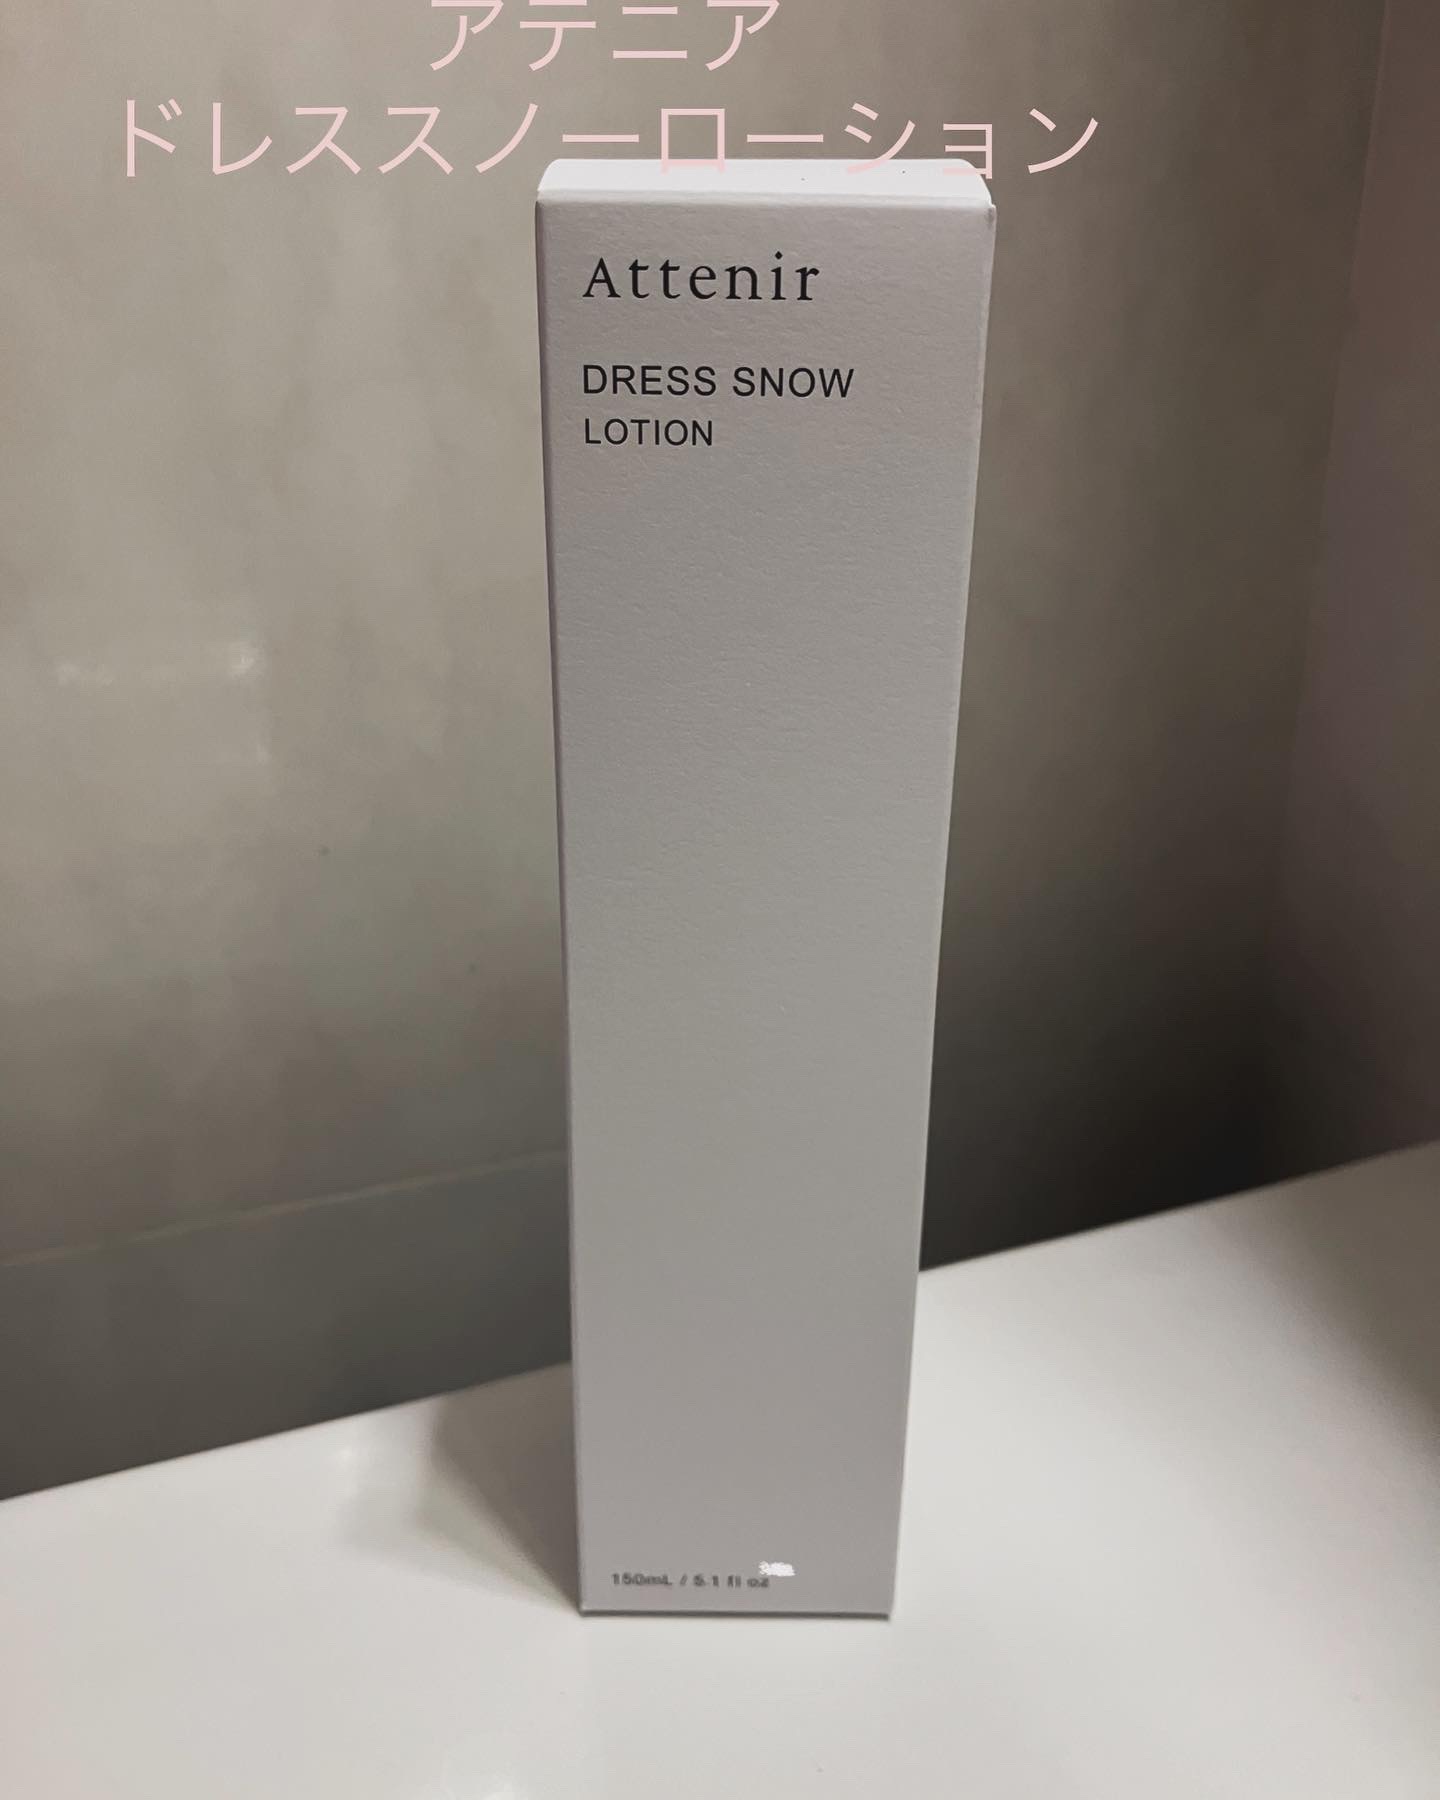 アテニア
ドレススノーローション
Attenir
DRESS SNOW
LOTION
150mL / 5.1 fl oz